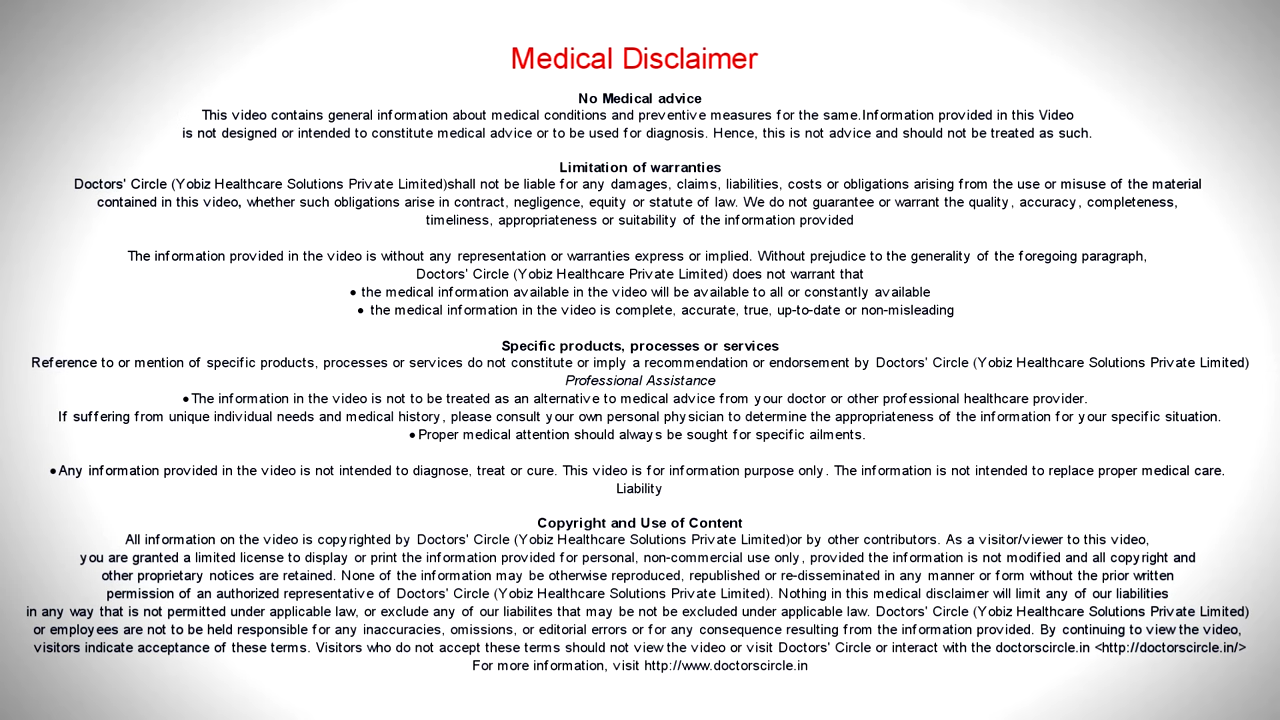 Medical Disclaimer
No Medical advice
This video contains general information about medical conditions and preventive measures for the same.Information provided in this Video
is not designed or intended to constitute medical advice or to be used for diagnosis. Hence, this is not advice and should not be treated as such.
Limitation of warranties
Doctors' Circle (Yobiz Healthcare Solutions Private Limited)shall not be liable for any damages, claims, liabilities, costs or obligations arising from the use or misuse of the material
contained in this video, whether such obligations arise in contract, negligence, equity or statute of law. We do not guarantee or warrant the quality, accuracy, completeness,
timeliness, appropriateness or suitability of the information provided
The information provided in the video is without any representation or warranties express or implied. Without prejudice to the generality of the foregoing paragraph,
Doctors' Circle (Yobiz Healthcare Private Limited) does not warrant that
• the medical information available in the video will be available to all or constantly available
• the medical information in the video is complete, accurate, true, up-to-date or non-misleading
Specific products, processes or services
Reference to or mention of specific products, processes or services do not constitute or imply a recommendation or endorsement by Doctors' Circle (Yobiz Healthcare Solutions Private Limited)
Professional Assistance
•The information in the video is not to be treated as an alternative to medical advice from your doctor or other professional healthcare provider.
If suffering from unique individual needs and medical history, please consult your own personal physician to determine the appropriateness of the information for your specific situation.
•Proper medical attention should always be sought for specific ailments.
•Any information provided in the video is not intended to diagnose, treat or cure. This video is for information purpose only. The information is not intended to replace proper medical care.
Liability
Copyright and Use of Content
All information on the video is copyrighted by Doctors' Circle (Yobiz Healthcare Solutions Private Limited)or by other contributors. As a visitor/viewer to this video,
you are granted a limited license to display or print the information provided for personal, non-commercial use only, provided the information is not modified and all copyright and
other proprietary notices are retained. None of the information may be otherwise reproduced, republished or re-disseminated in any manner or form without the prior written
permission of an authorized representative of Doctors' Circle (Yobiz Healthcare Solutions Private Limited). Nothing in this medical disclaimer will limit any of our liabilities
in any way that is not permitted under applicable law, or exclude any of our liabilites that may be not be excluded under applicable law. Doctors' Circle (Yobiz Healthcare Solutions Private Limited)
or employees are not to be held responsible for any inaccuracies, omissions, or editorial errors or for any consequence resulting from the information provided. By continuing to view the video,
visitors indicate acceptance of these terms. Visitors who do not accept these terms should not view the video or visit Doctors' Circle or interact with the doctorscircle.in <http://doctorscircle.in/>
For more information, visit http://www.doctorscircle.in